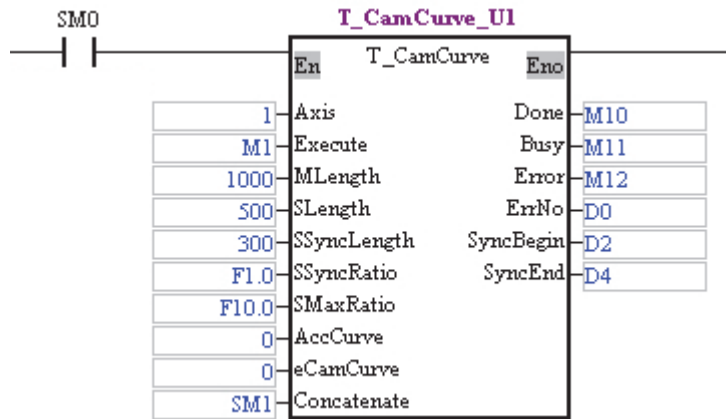 SM0
T_CamCurve_U1
En T_CamCurve Eno
1 Axis Done M10
M1 Execute Busy M11
1000 MLength Error M12
500 SLength ErrNo D0
300 SSyncLength SyncBegin D2
F1.0 SSyncRatio SyncEnd D4
F10.0 SMaxRatio
0 AccCurve
0 eCamCurve
SM1 Concatenate